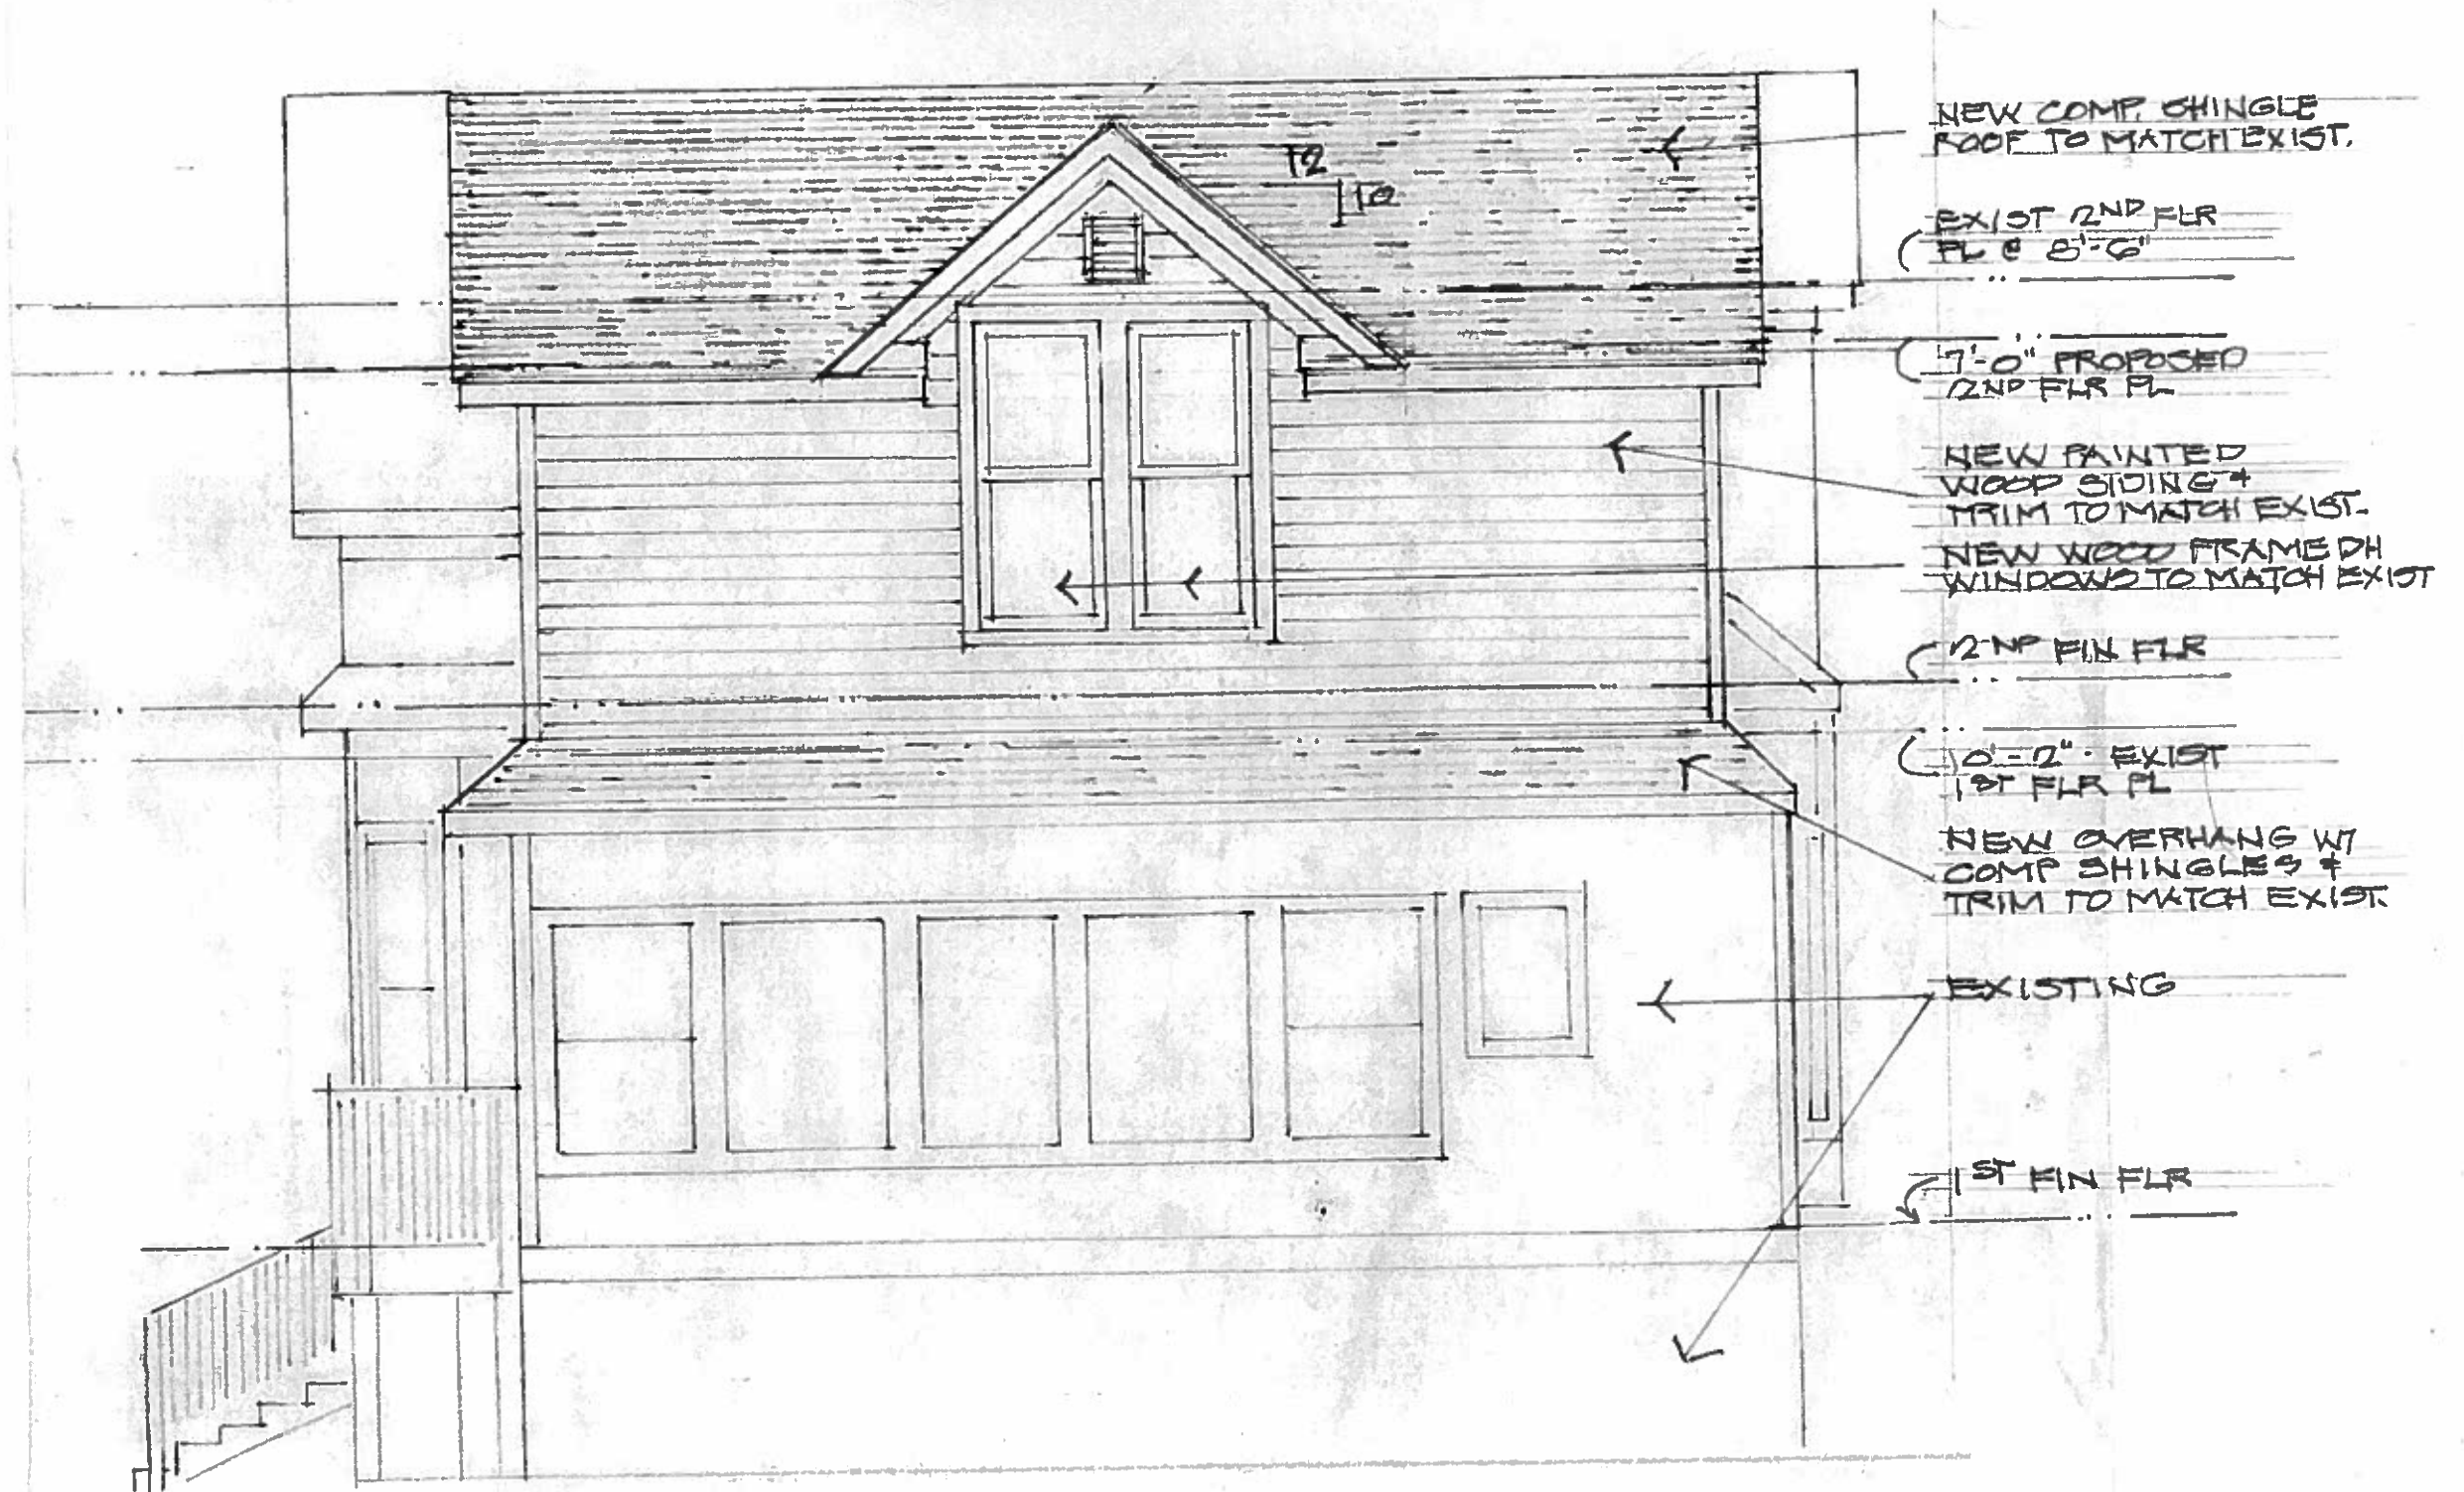 NEW COMP. SHINGLE
ROOF TO MATCH EXIST.
12
10
EXIST 2ND FLR
PL @ 8'-6"
7'-0" PROPOSED
2ND FLR PL
NEW PAINTED
WOOD SIDING &
TRIM TO MATCH EXIST.
NEW WOOD FRAME DH
WINDOWS TO MATCH EXIST
2ND FIN FLR
10'-2" EXIST
1ST FLR PL
NEW OVERHANG W/
COMP SHINGLES &
TRIM TO MATCH EXIST.
EXISTING
1ST FIN FLR